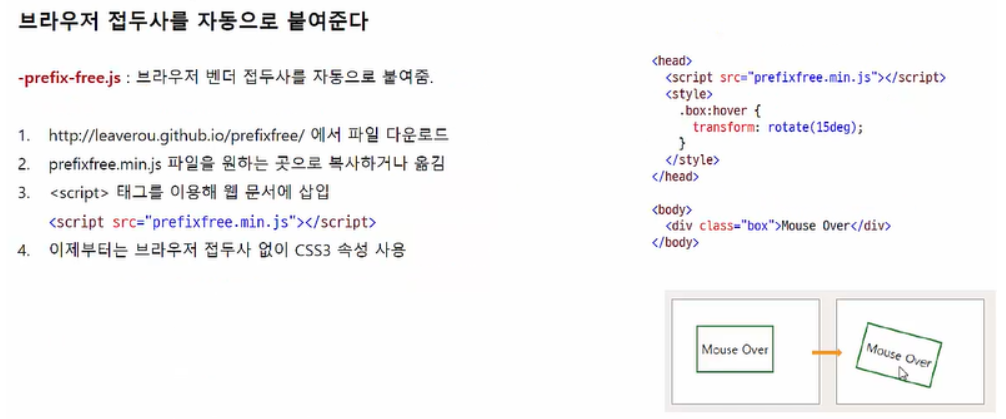 브라우저 접두사를 자동으로 붙여준다
-prefix-free.js : 브라우저 벤더 접두사를 자동으로 붙여줌.
1. http://leaverou.github.io/prefixfree/ 에서 파일 다운로드
2. prefixfree.min.js 파일을 원하는 곳으로 복사하거나 옮김
3. <script> 태그를 이용해 웹 문서에 삽입
<script src="prefixfree.min.js"></script>
4. 이제부터는 브라우저 접두사 없이 CSS3 속성 사용
<head>
<script src="prefixfree.min.js"></script>
<style>
.box:hover {
transform: rotate(15deg);
}
</style>
</head>
<body>
<div class="box">Mouse Over</div>
</body>
Mouse Over
Mouse Over